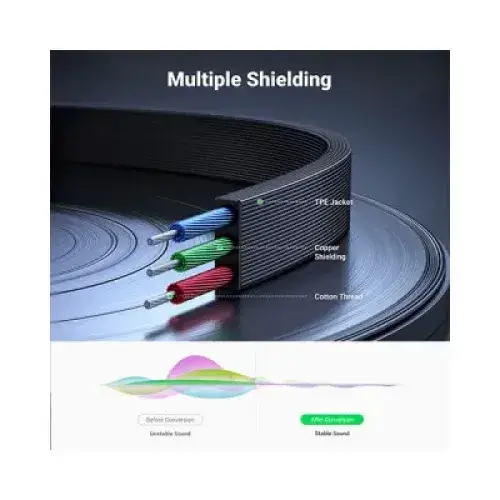 Multiple Shielding
TPE Jacket
Copper
Shielding
Cotton Thread
Before Conversion
After Conversion
Unstable Sound
Stable Sound